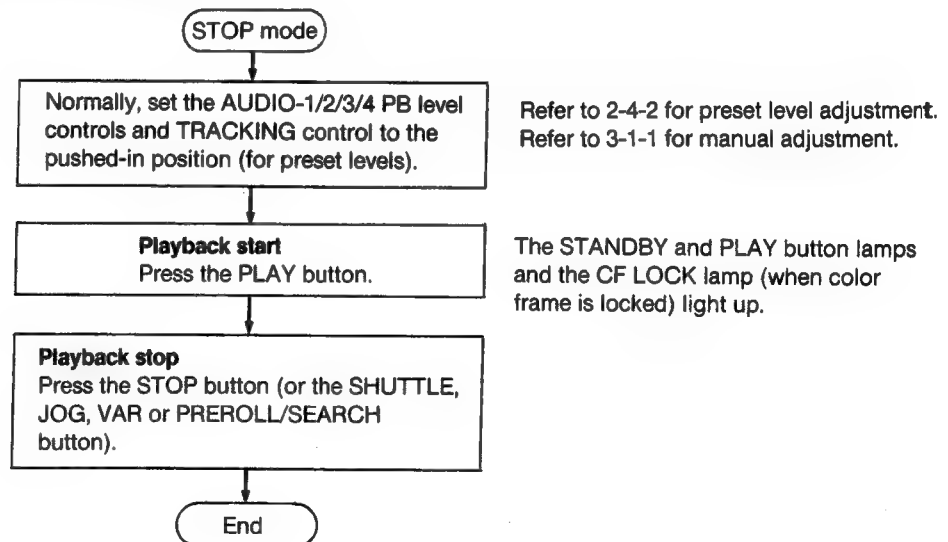 STOP mode
Normally, set the AUDIO-1/2/3/4 PB level
controls and TRACKING control to the
pushed-in position (for preset levels).
Refer to 2-4-2 for preset level adjustment.
Refer to 3-1-1 for manual adjustment.
Playback start
Press the PLAY button.
The STANDBY and PLAY button lamps
and the CF LOCK lamp (when color
frame is locked) light up.
Playback stop
Press the STOP button (or the SHUTTLE,
JOG, VAR or PREROLL/SEARCH
button).
End